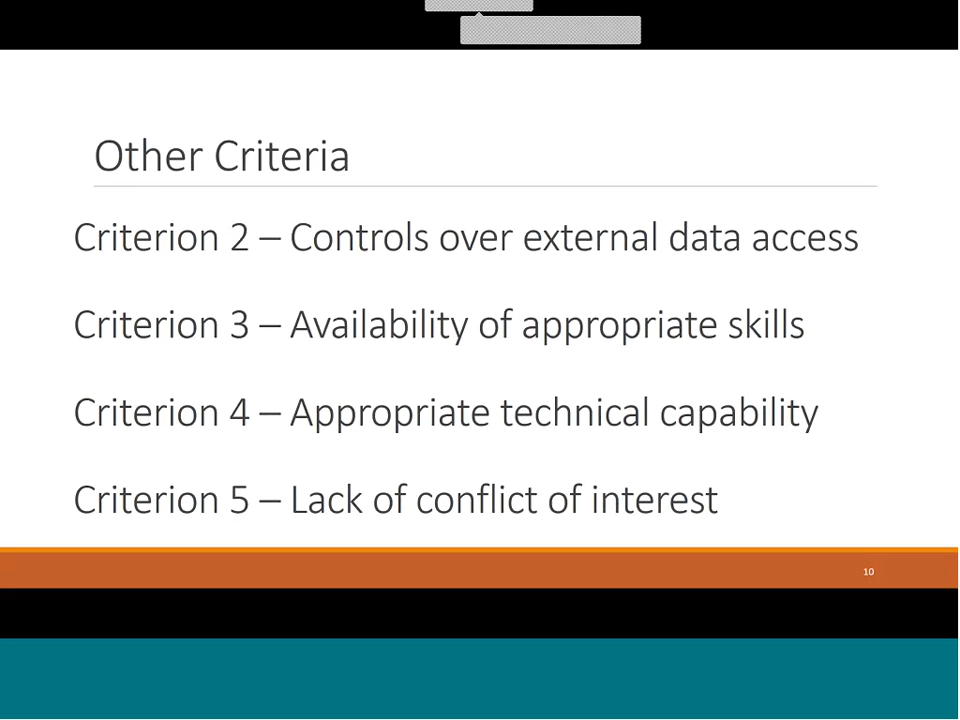 Other Criteria
Criterion 2 – Controls over external data access
Criterion 3 – Availability of appropriate skills
Criterion 4 – Appropriate technical capability
Criterion 5 – Lack of conflict of interest
10